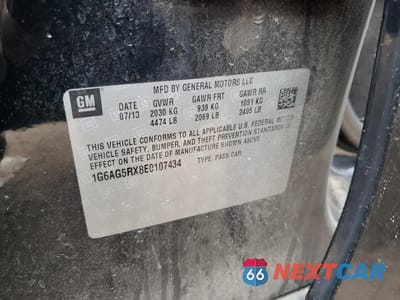 MFD BY GENERAL MOTORS LLC
GM
DATE GVWR GAWR FRT GAWR RR
07/13 2030 KG 939 KG 1091 KG
4474 LB 2069 LB 2405 LB
THIS VEHICLE CONFORMS TO ALL APPLICABLE U.S. FEDERAL MOTOR
VEHICLE SAFETY, BUMPER, AND THEFT PREVENTION STANDARDS IN
EFFECT ON THE DATE OF MANUFACTURE SHOWN ABOVE.
1G6AG5RX8E0107434 TYPE: PASS CAR
66 NEXTCAR